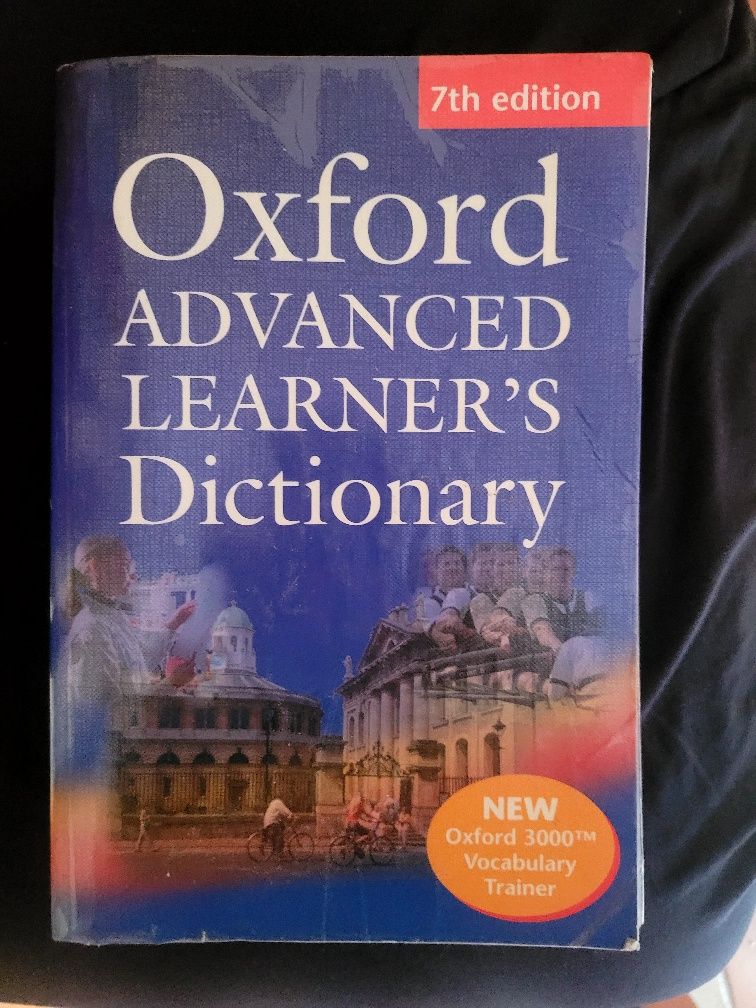 7th edition
Oxford
ADVANCED
LEARNER'S
Dictionary
NEW
Oxford 3000™
Vocabulary
Trainer